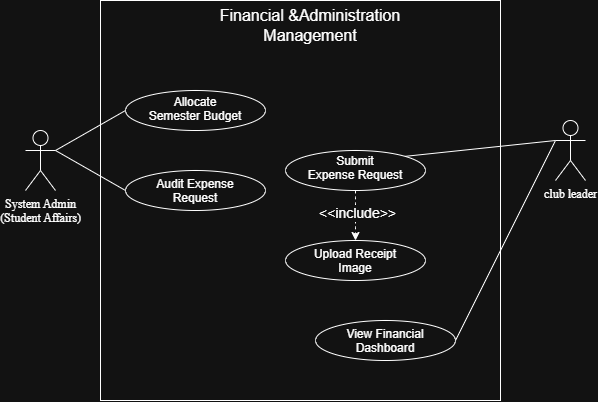 Financial &Administration
Management
Allocate
Semester Budget
System Admin
(Student Affairs)
Audit Expense
Request
Submit
Expense Request
<<include>>
Upload Receipt
Image
View Financial
Dashboard
club leader